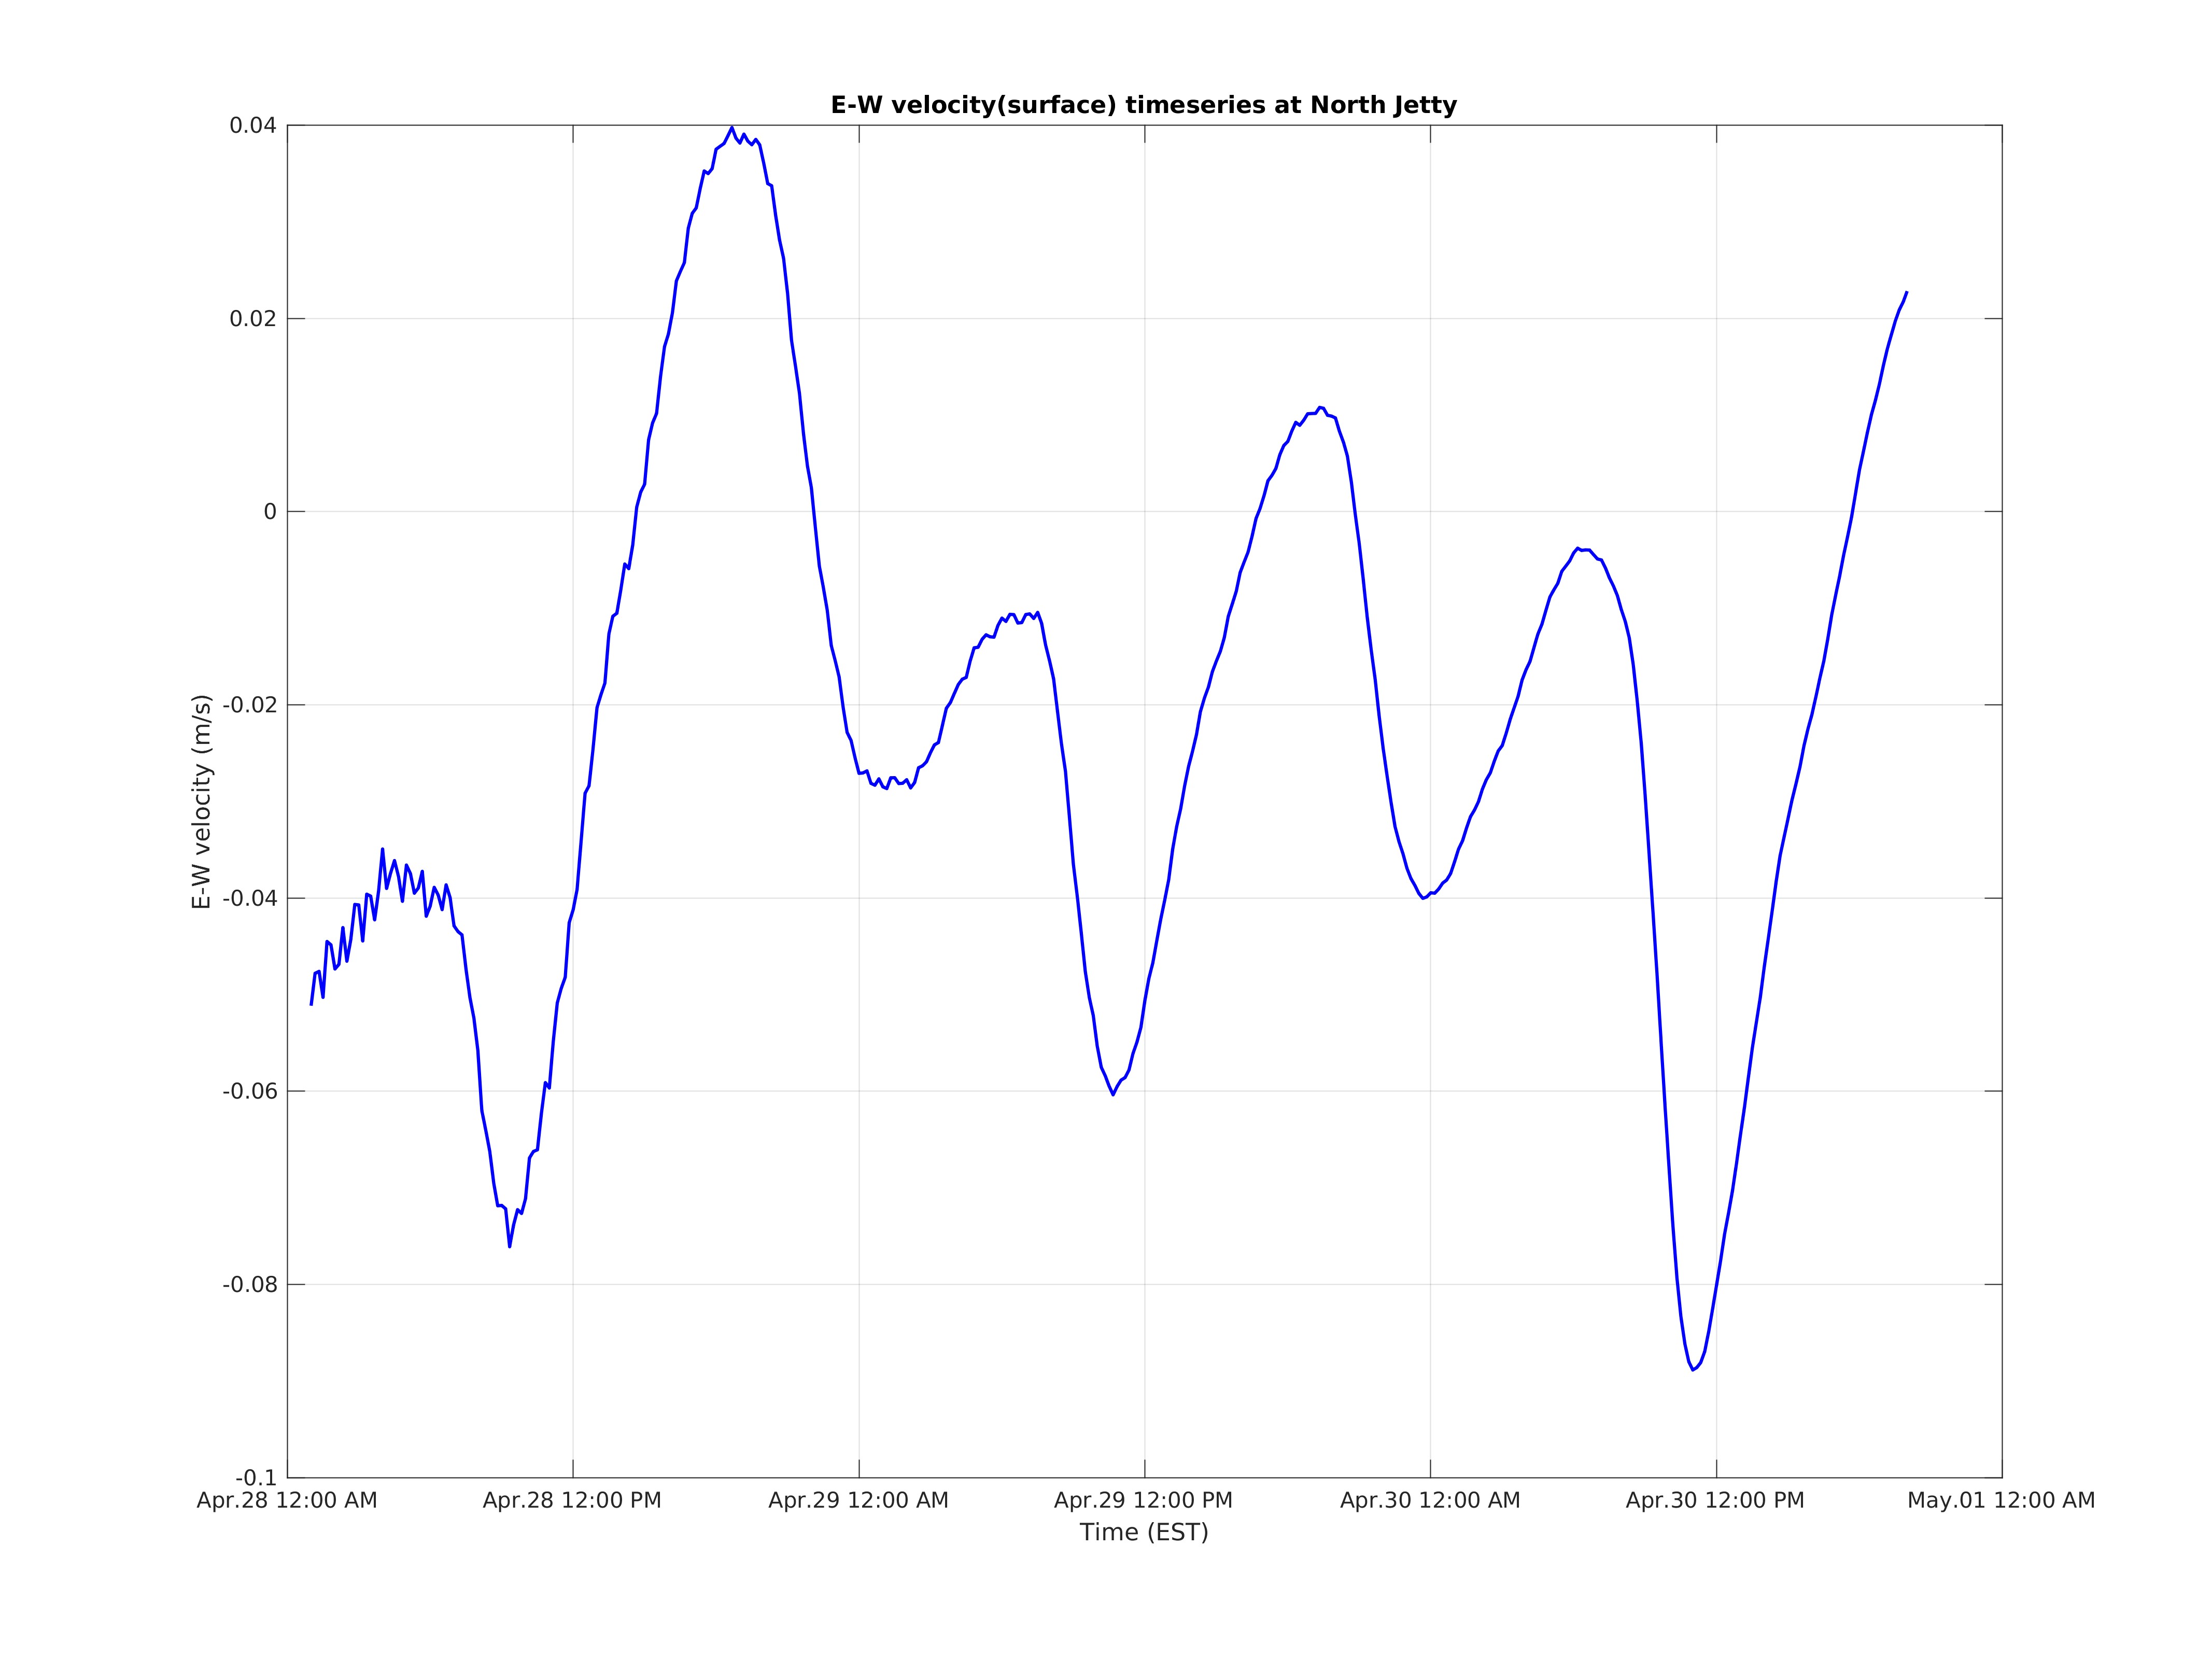 E-W velocity(surface) timeseries at North Jetty
0.04
0.02
0
-0.02
-0.04
-0.06
-0.08
-0.1
E-W velocity (m/s)
Apr.28 12:00 AM Apr.28 12:00 PM Apr.29 12:00 AM Apr.29 12:00 PM Apr.30 12:00 AM Apr.30 12:00 PM May.01 12:00 AM
Time (EST)